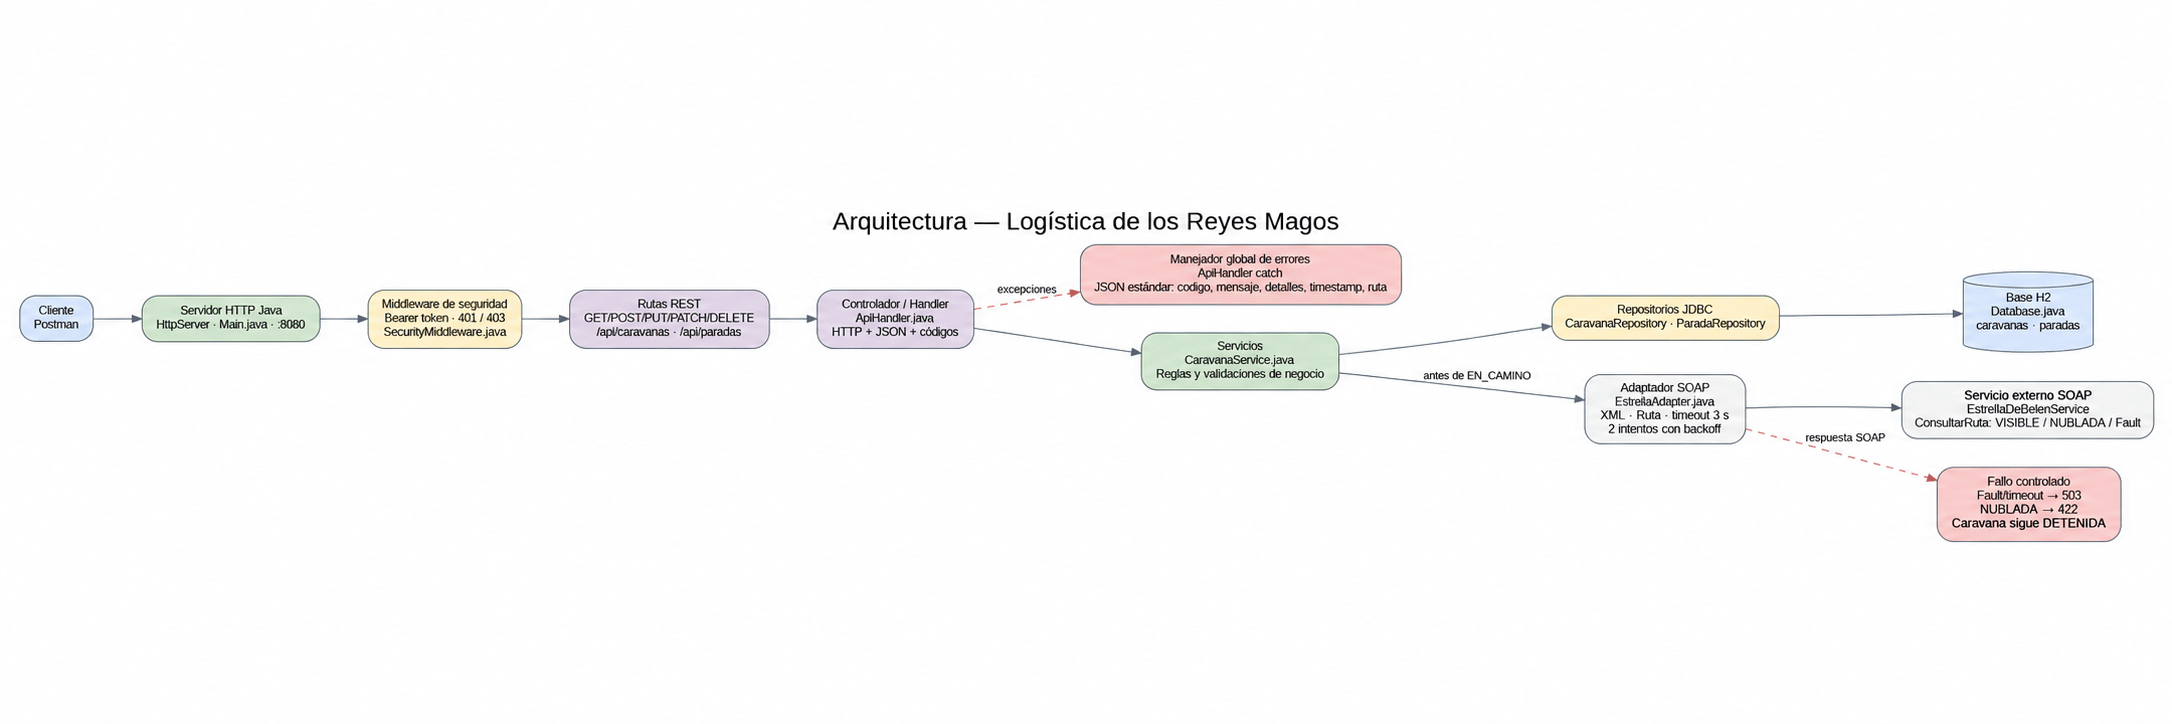 Arquitectura — Logística de los Reyes Magos
Cliente
Postman
Servidor HTTP Java
HttpServer · Main.java · :8080
Middleware de seguridad
Bearer token · 401 / 403
SecurityMiddleware.java
Rutas REST
GET/POST/PUT/PATCH/DELETE
/api/caravanas · /api/paradas
Controlador / Handler
ApiHandler.java
HTTP + JSON + códigos
excepciones
Manejador global de errores
ApiHandler catch
JSON estándar: codigo, mensaje, detalles, timestamp, ruta
Servicios
CaravanaService.java
Reglas y validaciones de negocio
Repositorios JDBC
CaravanaRepository · ParadaRepository
Base H2
Database.java
caravanas · paradas
antes de EN_CAMINO
Adaptador SOAP
EstrellaAdapter.java
XML · Ruta · timeout 3 s
2 intentos con backoff
Servicio externo SOAP
EstrellaDeBelenService
ConsultarRuta: VISIBLE / NUBLADA / Fault
respuesta SOAP
Fallo controlado
Fault/timeout → 503
NUBLADA → 422
Caravana sigue DETENIDA